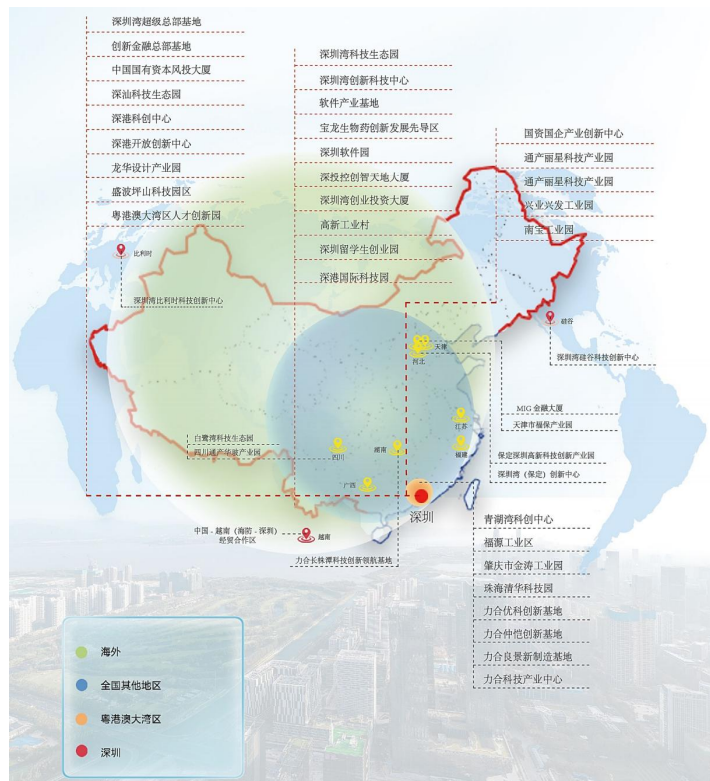 深圳湾超级总部基地
创新金融总部基地
中国国有资本风投大厦
深汕科技生态园
深港科创中心
深港开放创新中心
龙华设计产业园
盛波坪山科技园区
粤港澳大湾区人才创新园
深圳湾科技生态园
深圳湾创新科技中心
软件产业基地
宝龙生物药创新发展先导区
深圳软件园
深投控创智天地大厦
深圳湾创业投资大厦
高新工业村
深圳留学生创业园
深港国际科技园
国资国企产业创新中心
通产丽星科技产业园
通产丽星科技产业园
兴业兴发工业园
南宝工业园
比利时
深圳湾比利时科技创新中心
硅谷
深圳湾硅谷科技创新中心
天津
河北
MIG 金融大厦
天津市福保产业园
江苏
福建
白鹭湾科技生态园
四川通产华波产业园
四川
越南
保定深圳高新科技创新产业园
深圳湾（保定）创新中心
广西
深圳
中国 - 越南（海防 - 深圳）
经贸合作区
越南
力合长株潭科技创新领航基地
青湖湾科创中心
福源工业区
肇庆市金涛工业园
珠海清华科技园
力合优科创新基地
力合仲恺创新基地
力合良景新制造基地
力合科技产业中心
海外
全国其他地区
粤港澳大湾区
深圳